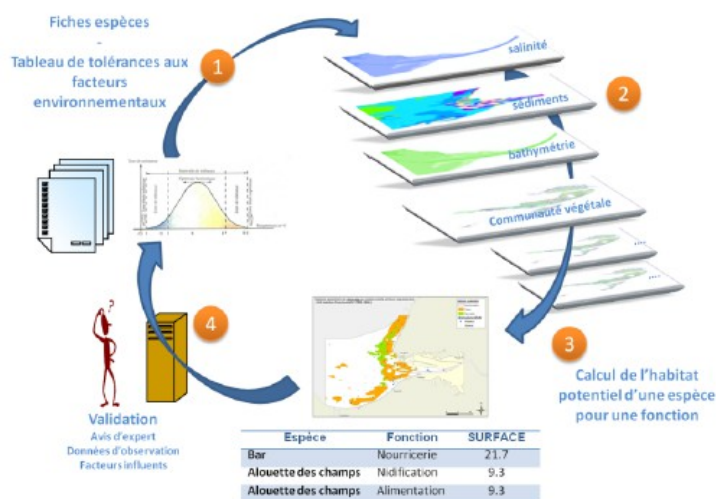 Fiches espèces
-
Tableau de tolérances aux
facteurs
environnementaux
1
salinité
sédiments
2
bathymétrie
Communauté végétale
....
....
3
Calcul de l'habitat
potentiel d'une espèce
pour une fonction
4
Validation
Avis d'expert
Données d'observation
Facteurs influents
Espèce Fonction SURFACE
Bar Nourricerie 21.7
Alouette des champs Nidification 9.3
Alouette des champs Alimentation 9.3